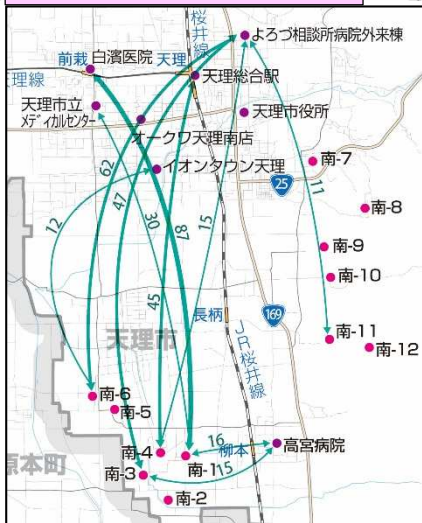 桜井線
よろづ相談所病院外来棟
前栽
白濱医院
天理
天理線
天理総合駅
天理市立
メディカルセンター
天理市役所
オークワ天理南店
イオンタウン天理
南-7
25
62
47
30
87
15
11
12
45
南-8
南-9
南-10
169
長柄
天理市
JR桜井線
南-11
南-12
南-6
南-5
南-4
南-1
16
柳本
高宮病院
南-3
15
南-2
原本町